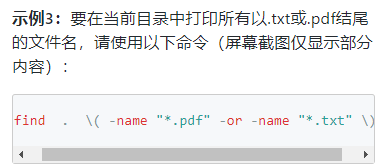 示例3：要在当前目录中打印所有以.txt或.pdf结尾
的文件名，请使用以下命令（屏幕截图仅显示部分
内容）：
find . \( -name "*.pdf" -or -name "*.txt" \)